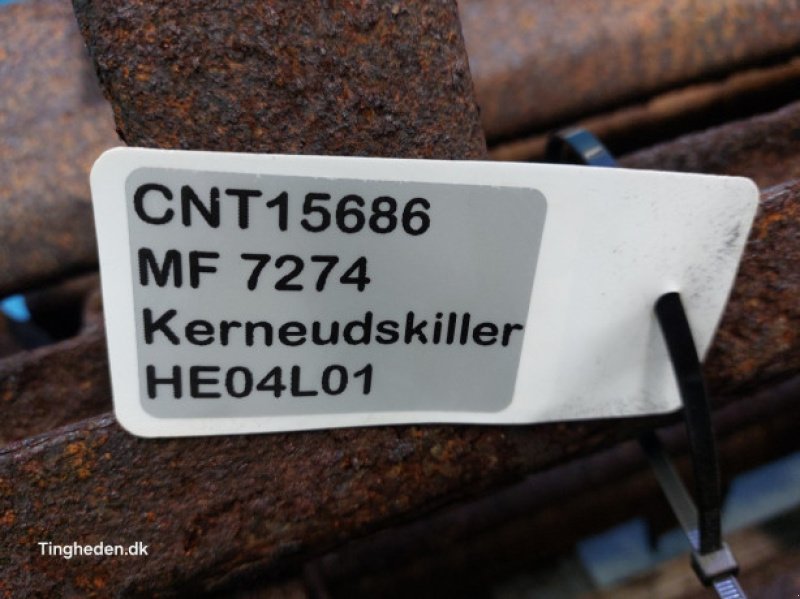 CNT15686
MF 7274
Kerneudskiller
HE04L01
Tingheden.dk